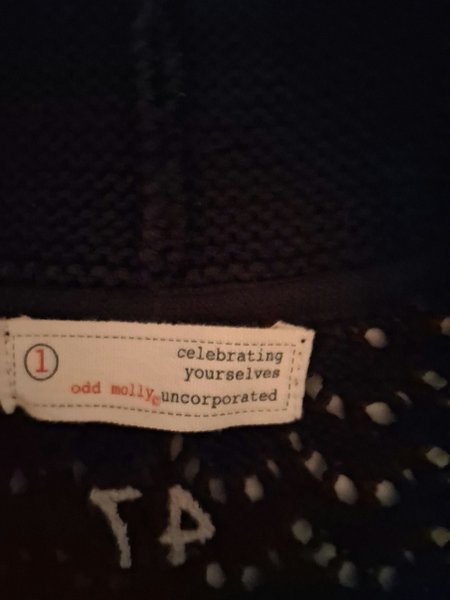 1
celebrating
yourselves
odd molly© uncorporated